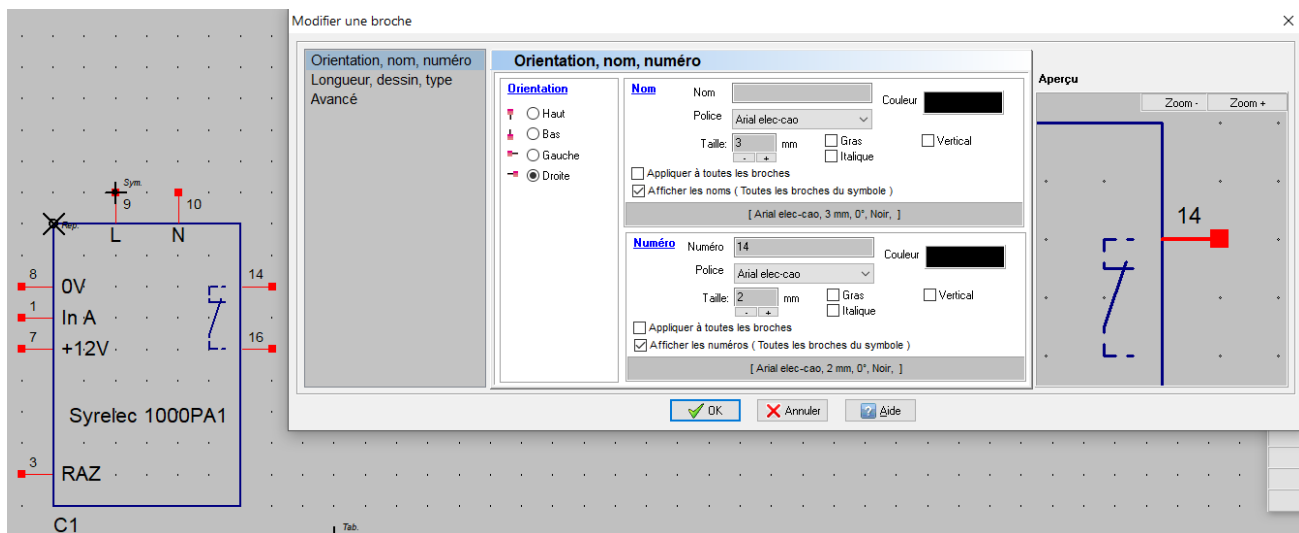 Modifier une broche
Orientation, nom, numéro
Longueur, dessin, type
Avancé
Orientation, nom, numéro
Orientation
Haut
Bas
Gauche
Droite
Nom
Nom
Couleur
Police
Arial elec-cao
Taille: 3 mm
- +
Gras
Italique
Vertical
Appliquer à toutes les broches
Afficher les noms ( Toutes les broches du symbole )
[ Arial elec-cao, 3 mm, 0°, Noir, ]
Numéro
Numéro 14
Couleur
Police
Arial elec-cao
Taille: 2 mm
- +
Gras
Italique
Vertical
Appliquer à toutes les broches
Afficher les numéros ( Toutes les broches du symbole )
[ Arial elec-cao, 2 mm, 0°, Noir, ]
Aperçu
Zoom - Zoom +
14
OK
Annuler
Aide
Sym.
9 10
Rep.
L N
8 0V 14
1 In A
7 +12V 16
Syrelec 1000PA1
3 RAZ
C1
Tab.